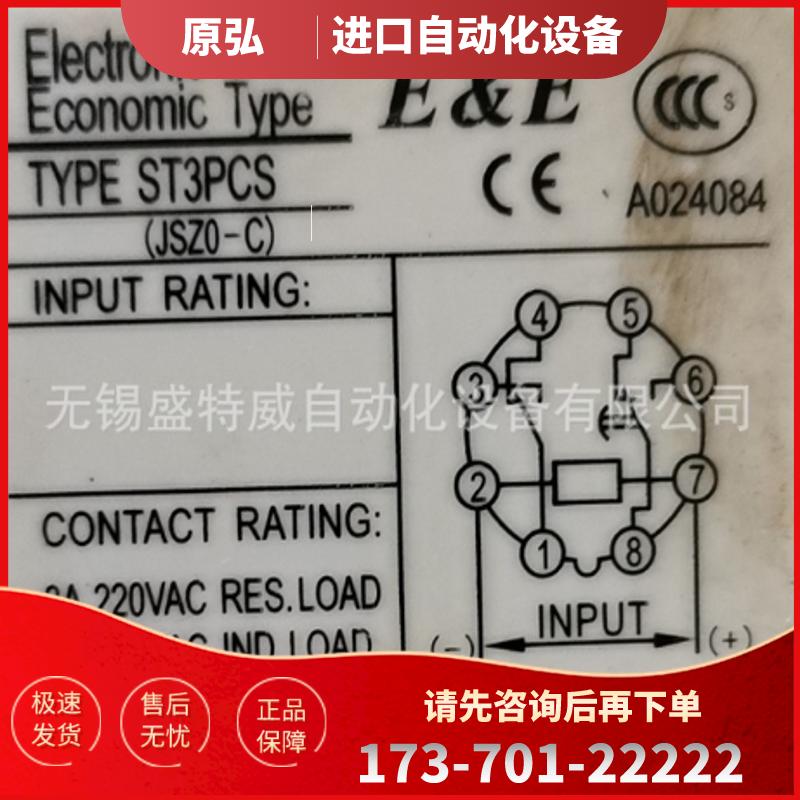 原弘 进口自动化设备
Economic Type
E&E
CCC S
TYPE ST3PCS
CE
A024084
(JSZ0-C)
INPUT RATING:
4 5
3 6
无锡盛特威自动化设备有限公司
2 7
CONTACT RATING:
1 8
220VAC RES.LOAD
IND.LOAD
INPUT
(-) (+)
极速
发货
售后
无忧
正品
保障
请先咨询后再下单
173-701-22222